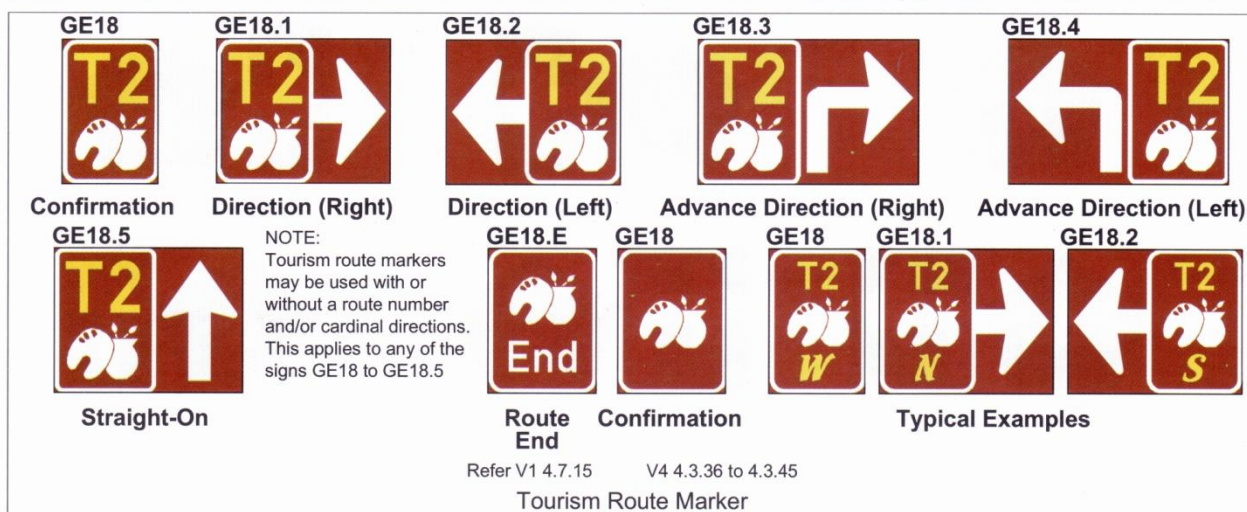 GE18 GE18.1 GE18.2 GE18.3 GE18.4
T2 T2 T2 T2 T2
Confirmation Direction (Right) Direction (Left) Advance Direction (Right) Advance Direction (Left)
GE18.5
T2
Straight-On
NOTE:
Tourism route markers
may be used with or
without a route number
and/or cardinal directions.
This applies to any of the
signs GE18 to GE18.5
GE18.E GE18 GE18 GE18.1 GE18.2
T2 T2 T2
End
W N S
Route
End
Confirmation
Typical Examples
Refer V1 4.7.15 V4 4.3.36 to 4.3.45
Tourism Route Marker